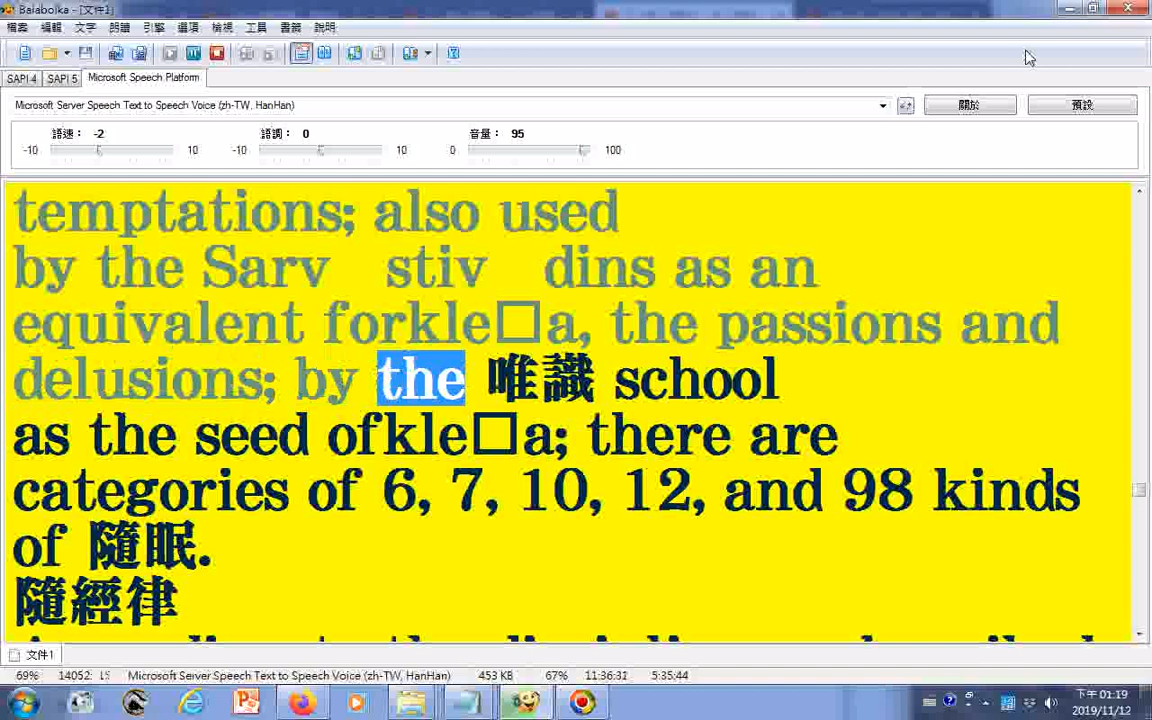 Balabolka - [文件1]
檔案 編輯 文字 朗讀 引擎 選項 檢視 工具 書籤 說明
SAPI 4 SAPI 5 Microsoft Speech Platform
Microsoft Server Speech Text to Speech Voice (zh-TW, HanHan) 關於 預設
語速： -2 語調： 0 音量： 95
-10 10 -10 10 0 100
temptations; also used
by the Sarv stiv dins as an
equivalent forkle□a, the passions and
delusions; by the 唯識 school
as the seed ofkle□a; there are
categories of 6, 7, 10, 12, and 98 kinds
of 隨眠.
隨經律
文件1
69% 14052: Microsoft Server Speech Text to Speech Voice (zh-TW, HanHan) 453 KB 67% 11:36:32 5:35:44
下午 01:19
2019/11/12